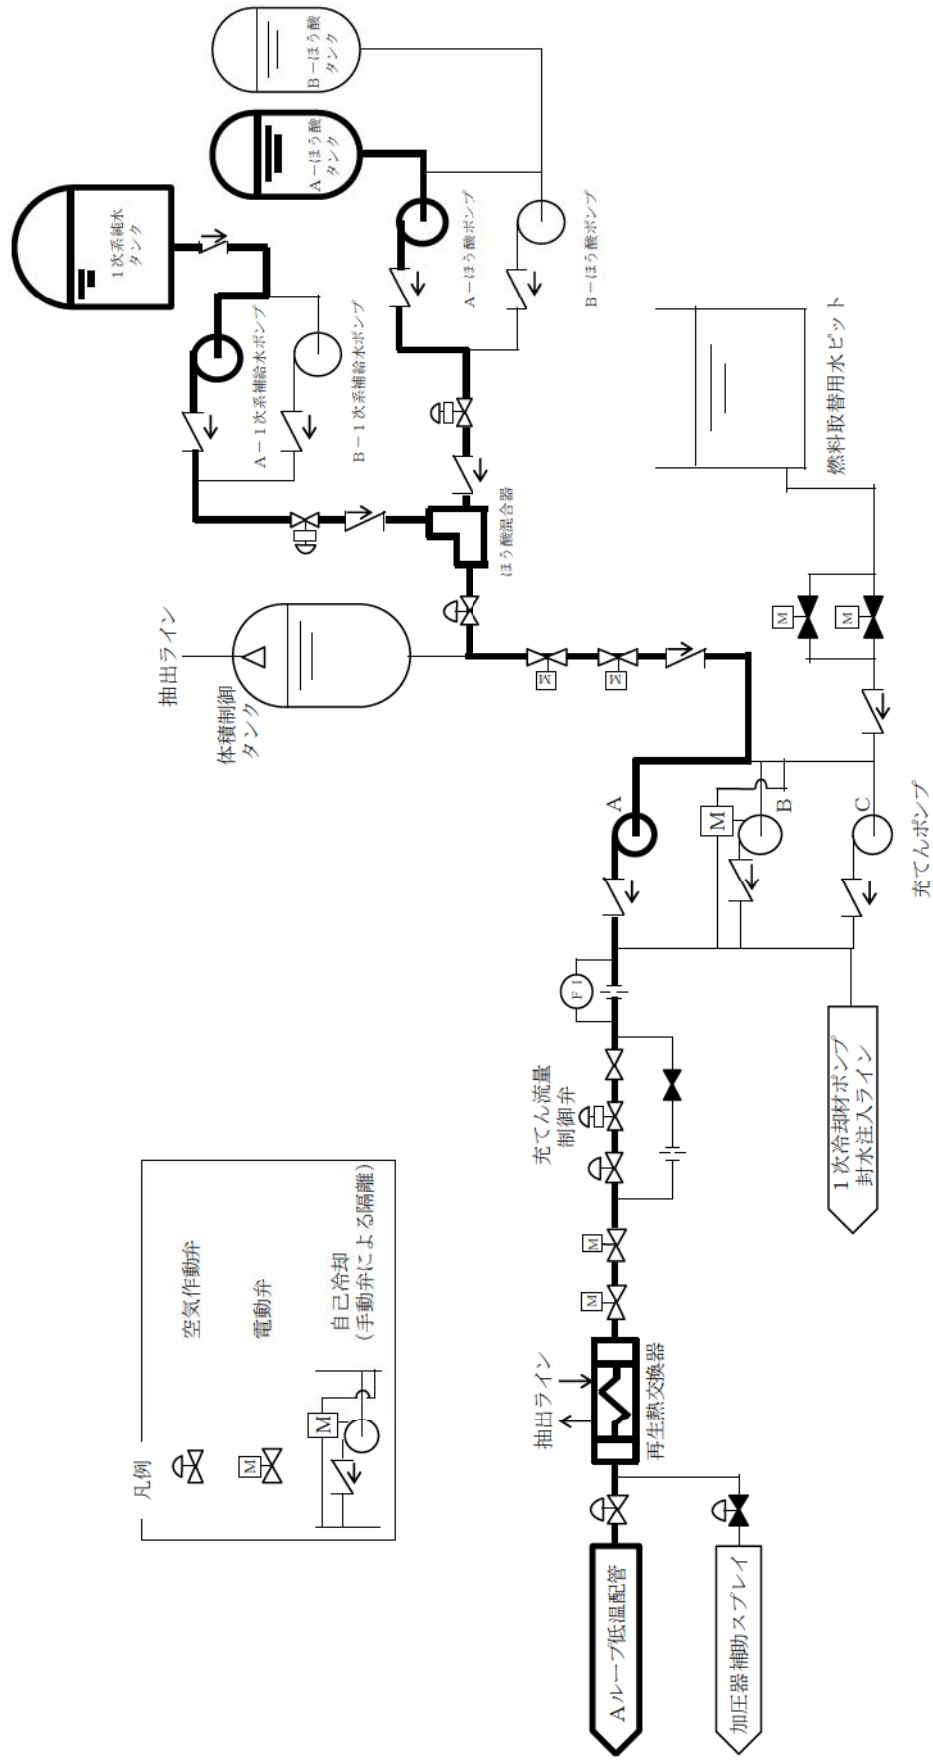 凡例
空気作動弁
M
電動弁
M
自己冷却
(手動弁による隔離)
抽出ライン
体積制御
タンク
1次系純水
タンク
A－1次系補給水ポンプ
B－1次系補給水ポンプ
A－ほう酸
タンク
B－ほう酸
タンク
A－ほう酸ポンプ
B－ほう酸ポンプ
ほう酸混合器
燃料取替用水ピット
M
M
M
M
A
M
B
C
充てんポンプ
F I
充てん流量
制御弁
1次冷却材ポンプ
封水注入ライン
M
M
抽出ライン
再生熱交換器
Aループ低温配管
加圧器補助スプレイ